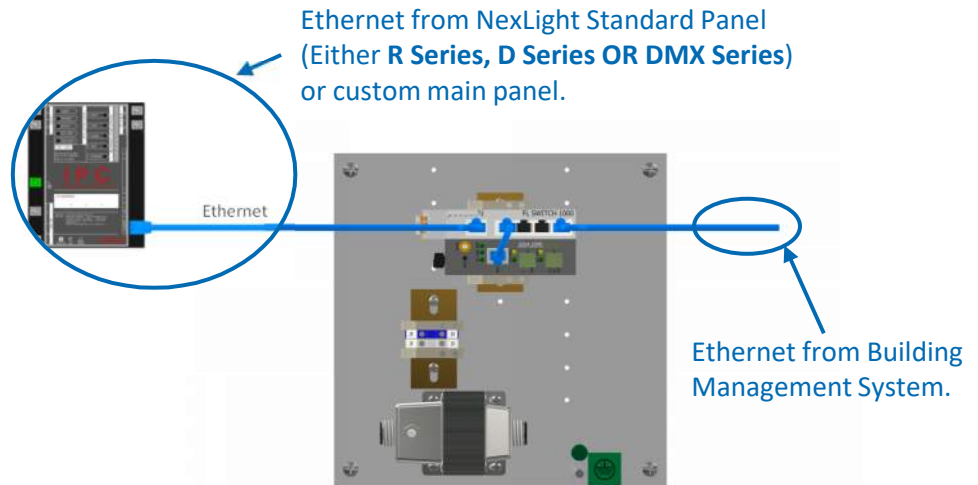 Ethernet from NexLight Standard Panel
(Either R Series, D Series OR DMX Series)
or custom main panel.
IPC
Ethernet
FL SWITCH 1000
Ethernet from Building
Management System.